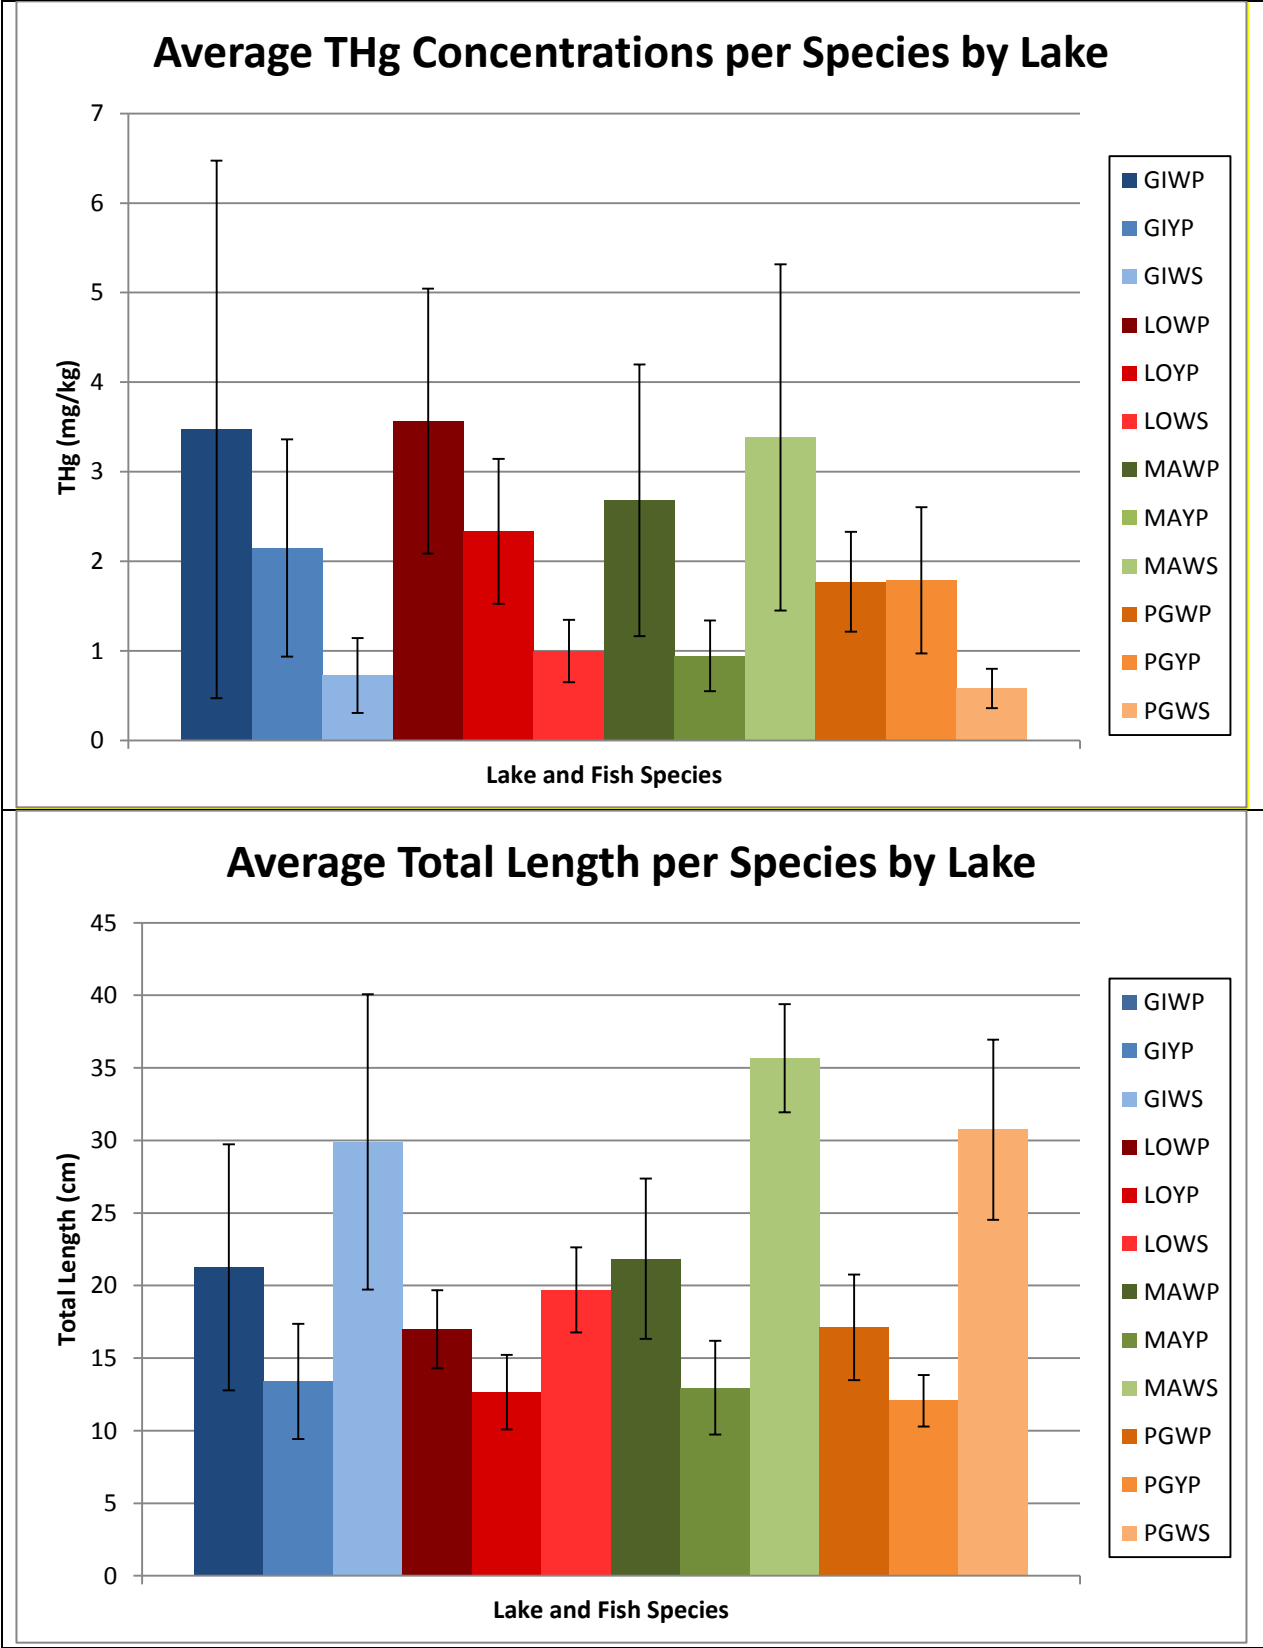 Average THg Concentrations per Species by Lake
7
6
5
4
3
2
1
0
THg (mg/kg)
Lake and Fish Species
GIWP
GIYP
GIWS
LOWP
LOYP
LOWS
MAWP
MAYP
MAWS
PGWP
PGYP
PGWS
Average Total Length per Species by Lake
45
40
35
30
25
20
15
10
5
0
Total Length (cm)
Lake and Fish Species
GIWP
GIYP
GIWS
LOWP
LOYP
LOWS
MAWP
MAYP
MAWS
PGWP
PGYP
PGWS